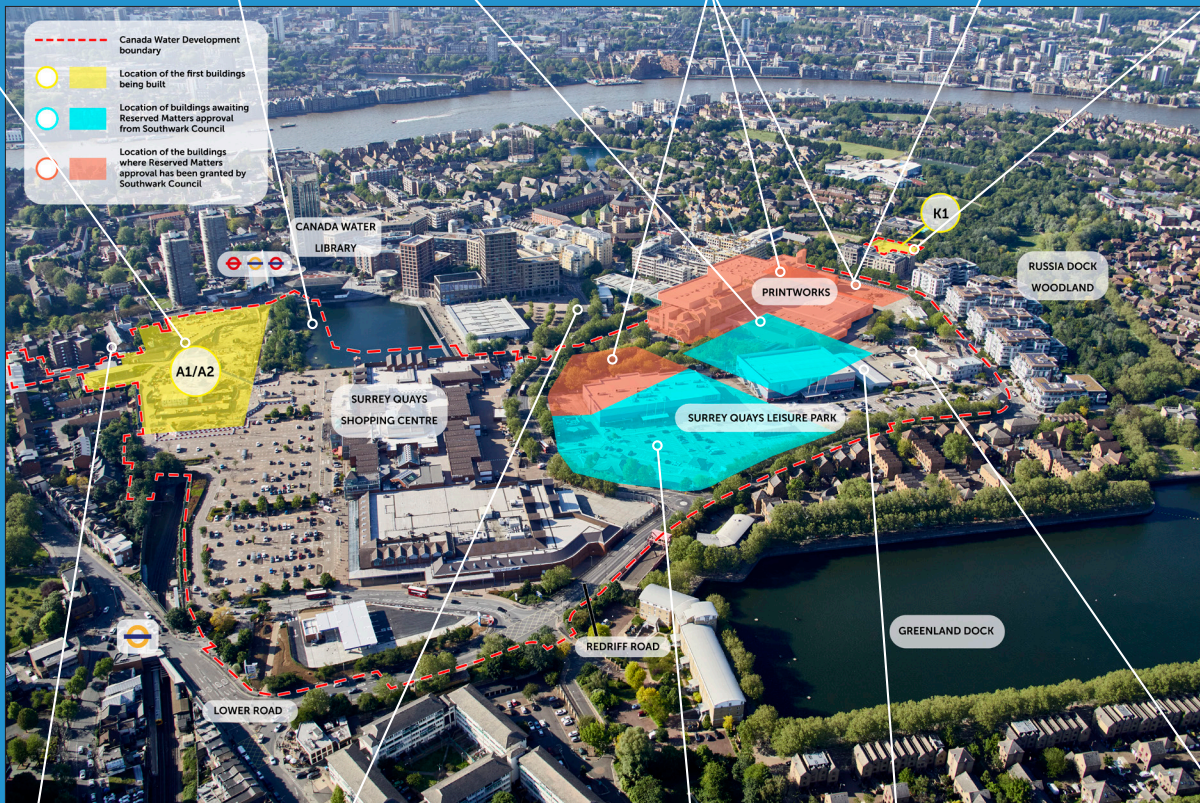 Canada Water Development
boundary
Location of the first buildings
being built
Location of buildings awaiting
Reserved Matters approval
from Southwark Council
Location of the buildings
where Reserved Matters
approval has been granted by
Southwark Council
K1
CANADA WATER
LIBRARY
RUSSIA DOCK
WOODLAND
PRINTWORKS
A1/A2
SURREY QUAYS
SHOPPING CENTRE
SURREY QUAYS LEISURE PARK
GREENLAND DOCK
REDRIFF ROAD
LOWER ROAD